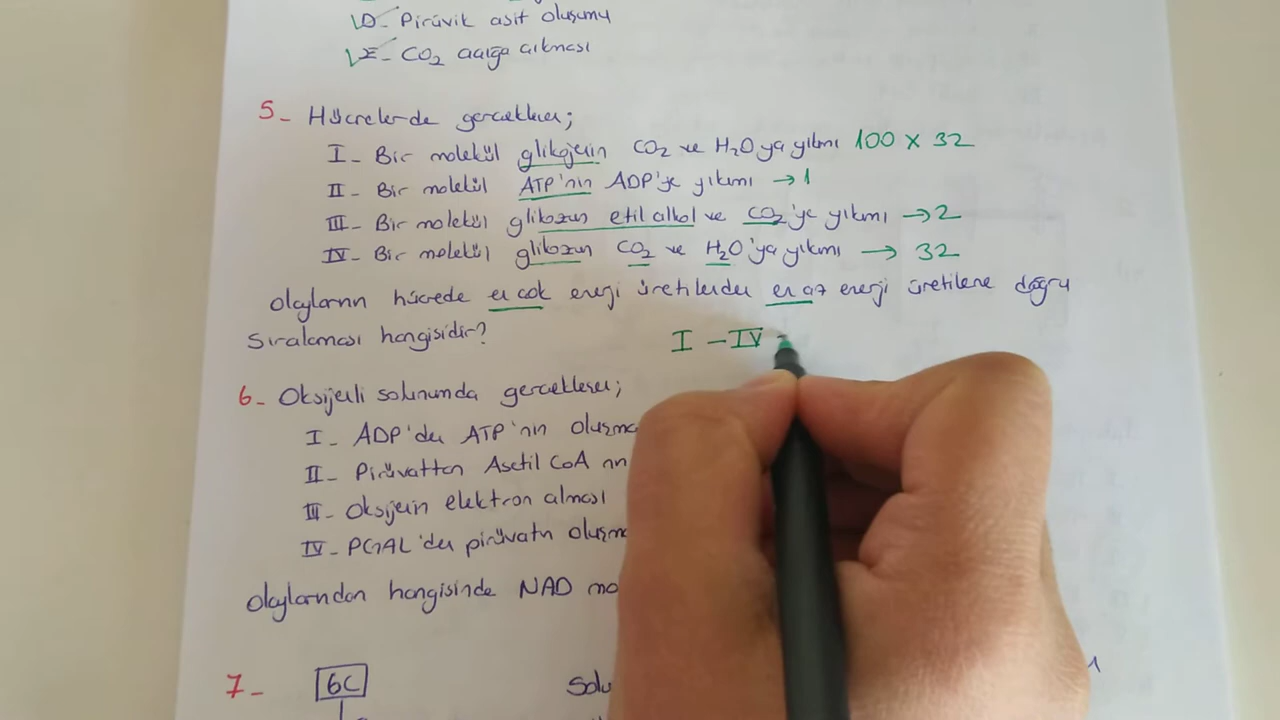 D- Pirüvik asit oluşumu
E- CO₂ açığa çıkması
5- Hücrelerde gerçekleşen;
I- Bir molekül glikojenin CO₂ ve H₂O ya yıkımı 100 x 32
II- Bir molekül ATP'nin ADP'ye yıkımı → 1
III- Bir molekül glikozun etil alkol ve CO₂'ye yıkımı → 2
IV- Bir molekül glikozun CO₂ ve H₂O'ya yıkımı → 32
olayların hücrede en çok enerji üretilenden en az enerji üretilene doğru
sıralaması hangisidir? I - IV -
6- Oksijenli solunumda gerçekleşen;
I- ADP'den ATP'nin oluşma
II- Pirüvattan Asetil CoA nın
III- Oksijenin elektron alması
IV- PGAL'den pirüvatın oluşma
olaylarından hangisinde NAD mo
7- 6C Solu